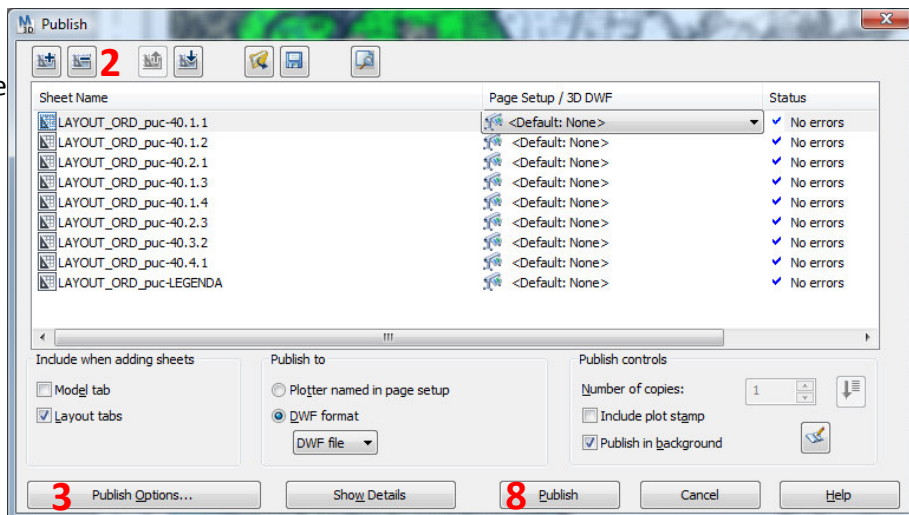 M
3D Publish
2
e
Sheet Name Page Setup / 3D DWF Status
LAYOUT_ORD_puc-40.1.1 <Default: None> No errors
LAYOUT_ORD_puc-40.1.2 <Default: None> No errors
LAYOUT_ORD_puc-40.2.1 <Default: None> No errors
LAYOUT_ORD_puc-40.1.3 <Default: None> No errors
LAYOUT_ORD_puc-40.1.4 <Default: None> No errors
LAYOUT_ORD_puc-40.2.3 <Default: None> No errors
LAYOUT_ORD_puc-40.3.2 <Default: None> No errors
LAYOUT_ORD_puc-40.4.1 <Default: None> No errors
LAYOUT_ORD_puc-LEGENDA <Default: None> No errors
Include when adding sheets Publish to Publish controls
Model tab Plotter named in page setup Number of copies: 1
Layout tabs DWF format Include plot stamp
DWF file Publish in background
3 Publish Options... Show Details 8 Publish Cancel Help